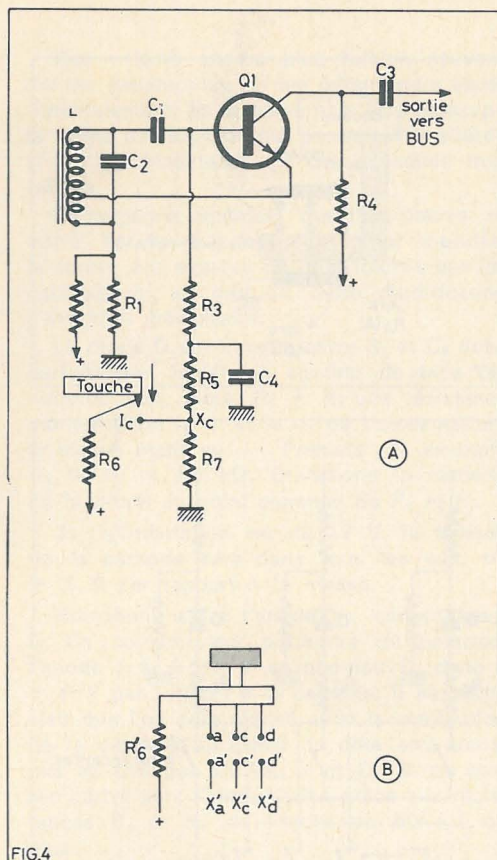 Q1
C3
L
C1
C2
sortie
vers
BUS
R4
R1
R3
+
+
R5
C4
Touche
Ic
Xc
R6
R7
A
+
R'6
a c d
a' c' d'
B
X'a X'c X'd
+
FIG.4